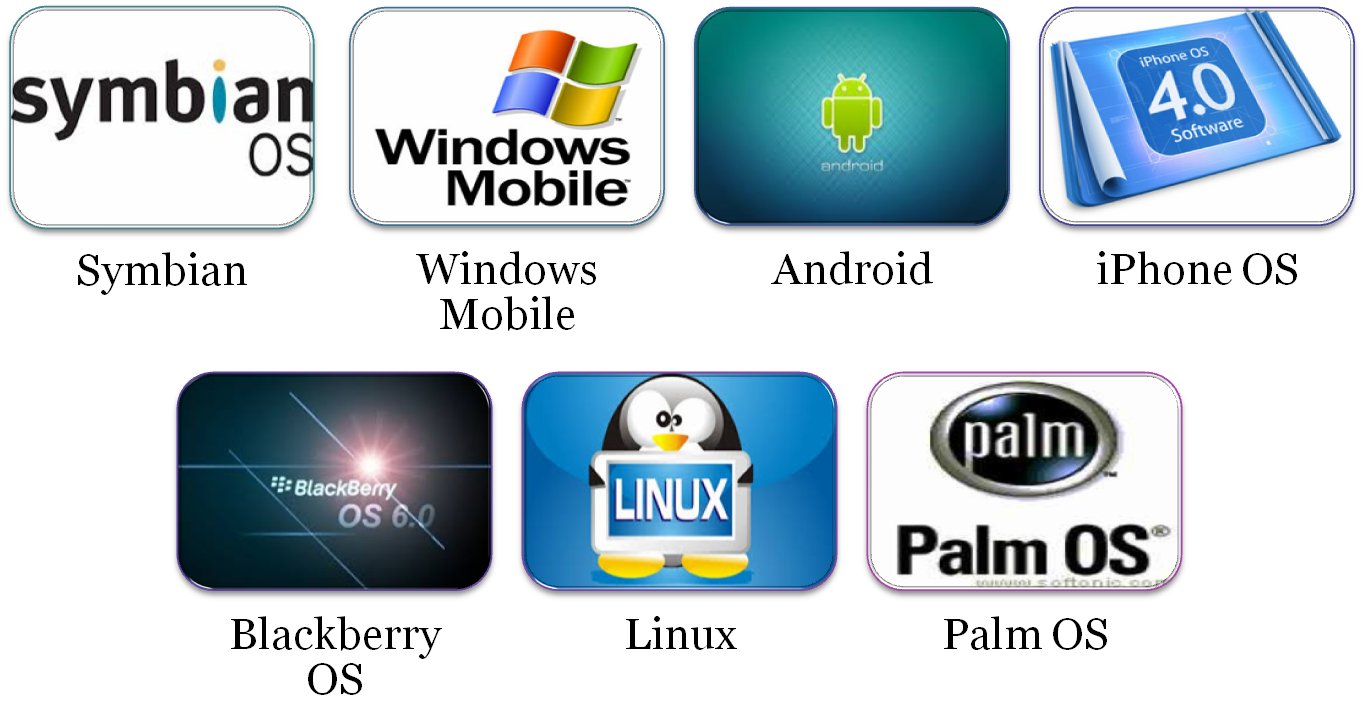 symbian
OS
Windows
Mobile
android
iPhone OS
4.0
Software
Symbian
Windows
Mobile
Android
iPhone OS
BlackBerry
OS 6.0
LINUX
palm
™
Palm OS®
www.softonic.com
Blackberry
OS
Linux
Palm OS